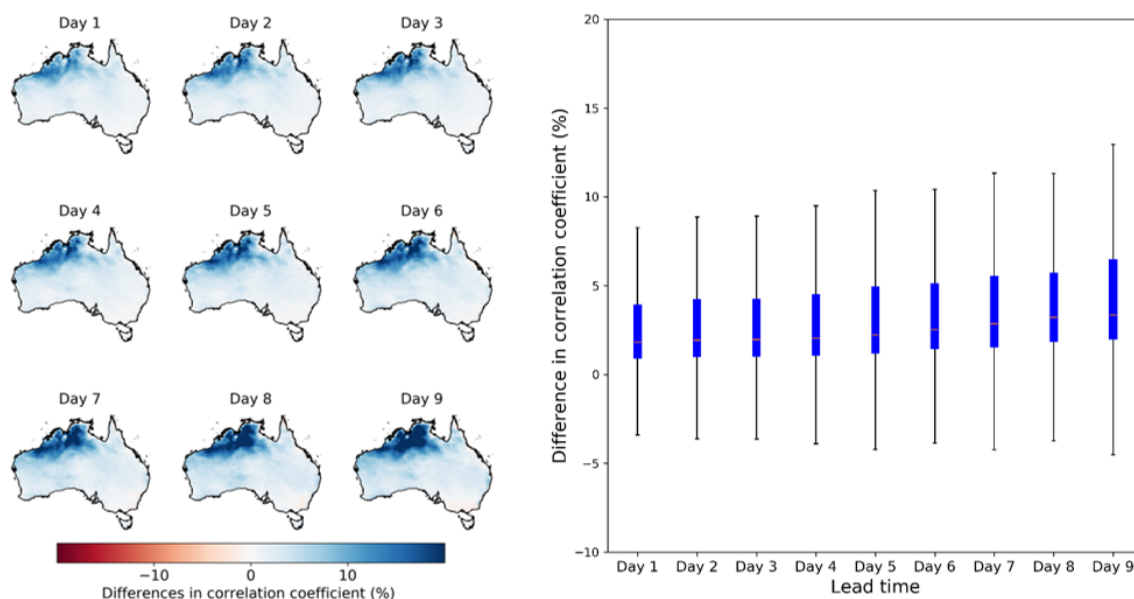 Day 1 Day 2 Day 3
Day 4 Day 5 Day 6
Day 7 Day 8 Day 9
−10 0 10
Differences in correlation coefficient (%)
Difference in correlation coefficient (%)
20
15
10
5
0
−5
−10
Day 1 Day 2 Day 3 Day 4 Day 5 Day 6 Day 7 Day 8 Day 9
Lead time